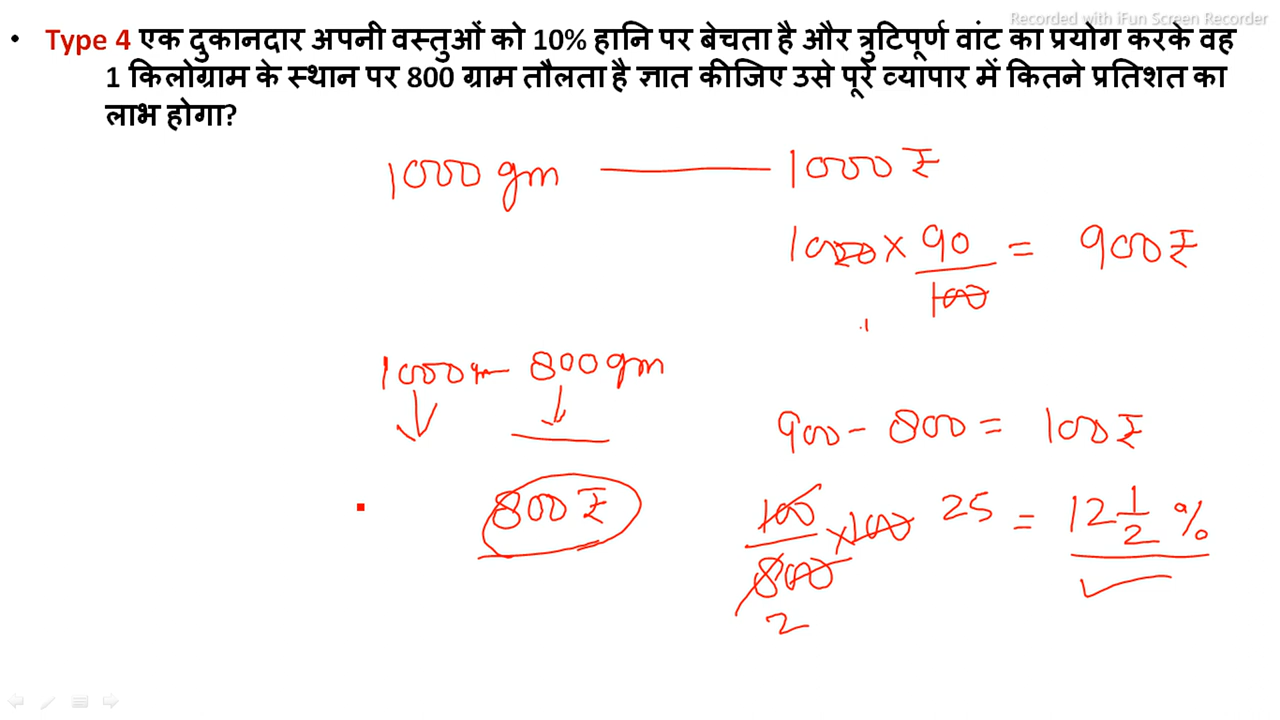 Recorded with iFun Screen Recorder
• Type 4 एक दुकानदार अपनी वस्तुओं को 10% हानि पर बेचता है और त्रुटिपूर्ण वांट का प्रयोग करके वह
1 किलोग्राम के स्थान पर 800 ग्राम तौलता है ज्ञात कीजिए उसे पूरे व्यापार में कितने प्रतिशत का
लाभ होगा?
1000 gm — 1000 ₹
1000 × 90/100 = 900 ₹
1000 gm - 800 gm
900 - 800 = 100 ₹
800 ₹
100/800 × 100 25 = 12 1/2 %
2